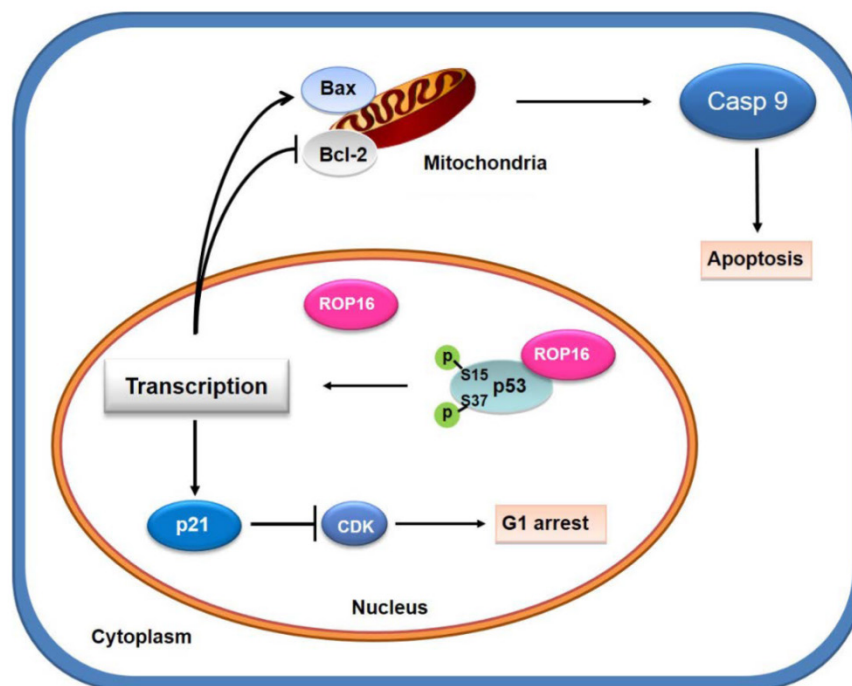 Bax
Casp 9
Bcl-2
Mitochondria
Apoptosis
ROP16
ROP16
p
S15
p53
Transcription
S37
p
p21
CDK
G1 arrest
Nucleus
Cytoplasm